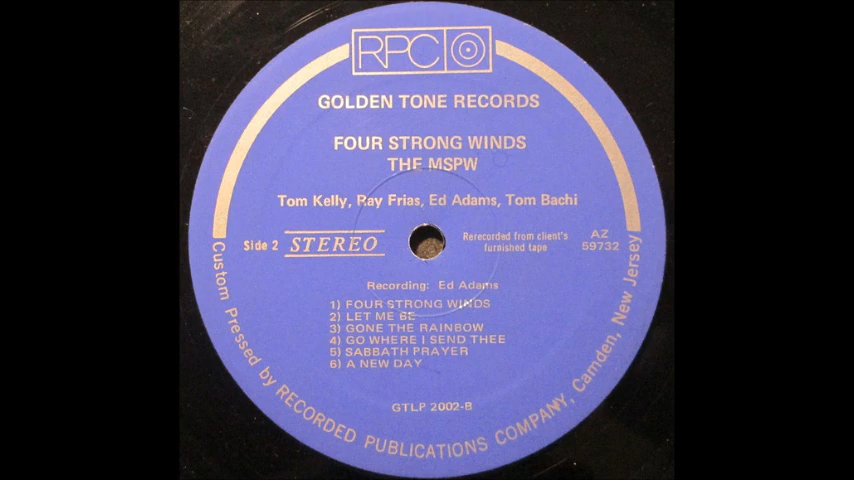 RPC
GOLDEN TONE RECORDS
FOUR STRONG WINDS
THE MSPW
Tom Kelly, Ray Frias, Ed Adams, Tom Bachi
Side 2 STEREO
Rerecorded from client's
furnished tape
AZ
59732
Recording: Ed Adams
1) FOUR STRONG WINDS
2) LET ME BE
3) GONE THE RAINBOW
4) GO WHERE I SEND THEE
5) SABBATH PRAYER
6) A NEW DAY
GTLP 2002-B
Custom Pressed by RECORDED PUBLICATIONS COMPANY, Camden, New Jersey